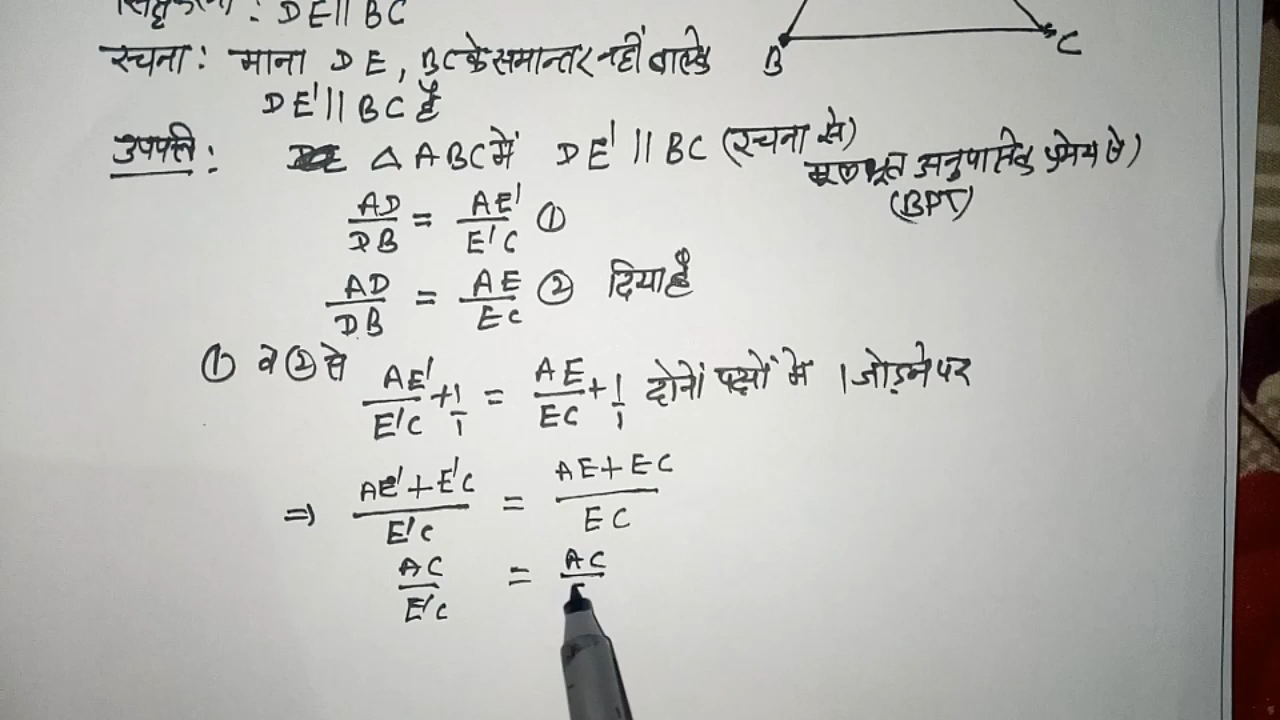 : DE||BC
रचना : माना DE, BC के समान्तर नहीं बल्के
DE'||BC है
B C
उपपत्ति : △ABC में DE' || BC (रचना से)
अनुपातिक प्रमेय से)
(BPT)
AD/DB = AE'/E'C ①
AD/DB = AE/EC ② दिया है
① व ② से AE'/E'C + 1/1 = AE/EC + 1/1 दोनों पक्षों में 1 जोड़ने पर
⇒ AE'+E'C/E'C = AE+EC/EC
AC/E'C = AC/